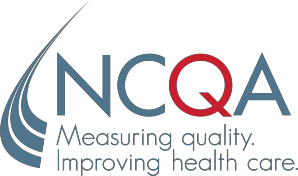 NCQA
Measuring quality.
Improving health care.